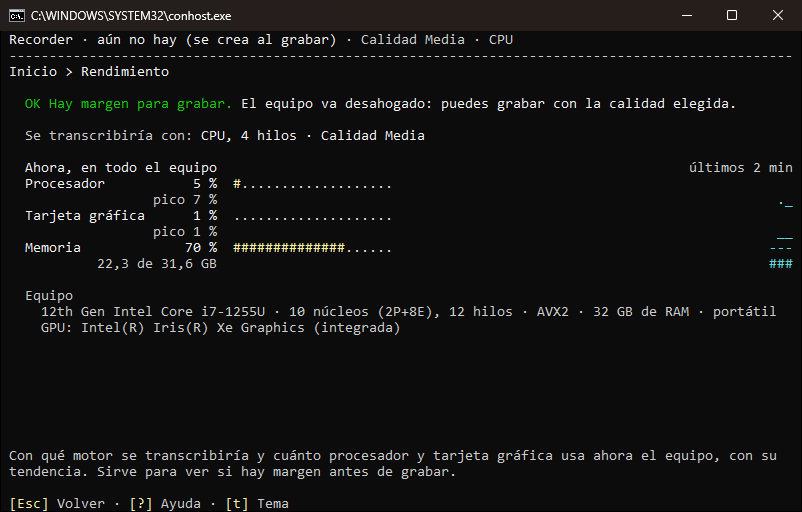 C:\WINDOWS\SYSTEM32\conhost.exe
Recorder · aún no hay (se crea al grabar) · Calidad Media · CPU
--------------------------------------------------------------------------------------------------
Inicio > Rendimiento
OK Hay margen para grabar. El equipo va desahogado: puedes grabar con la calidad elegida.
Se transcribiría con: CPU, 4 hilos · Calidad Media
Ahora, en todo el equipo últimos 2 min
Procesador 5 % #...................
pico 7 % ._
Tarjeta gráfica 1 % ....................
pico 1 % __
Memoria 70 % ##############...... ---
22,3 de 31,6 GB ###
Equipo
12th Gen Intel Core i7-1255U · 10 núcleos (2P+8E), 12 hilos · AVX2 · 32 GB de RAM · portátil
GPU: Intel(R) Iris(R) Xe Graphics (integrada)
Con qué motor se transcribiría y cuánto procesador y tarjeta gráfica usa ahora el equipo, con su
tendencia. Sirve para ver si hay margen antes de grabar.
[Esc] Volver · [?] Ayuda · [t] Tema